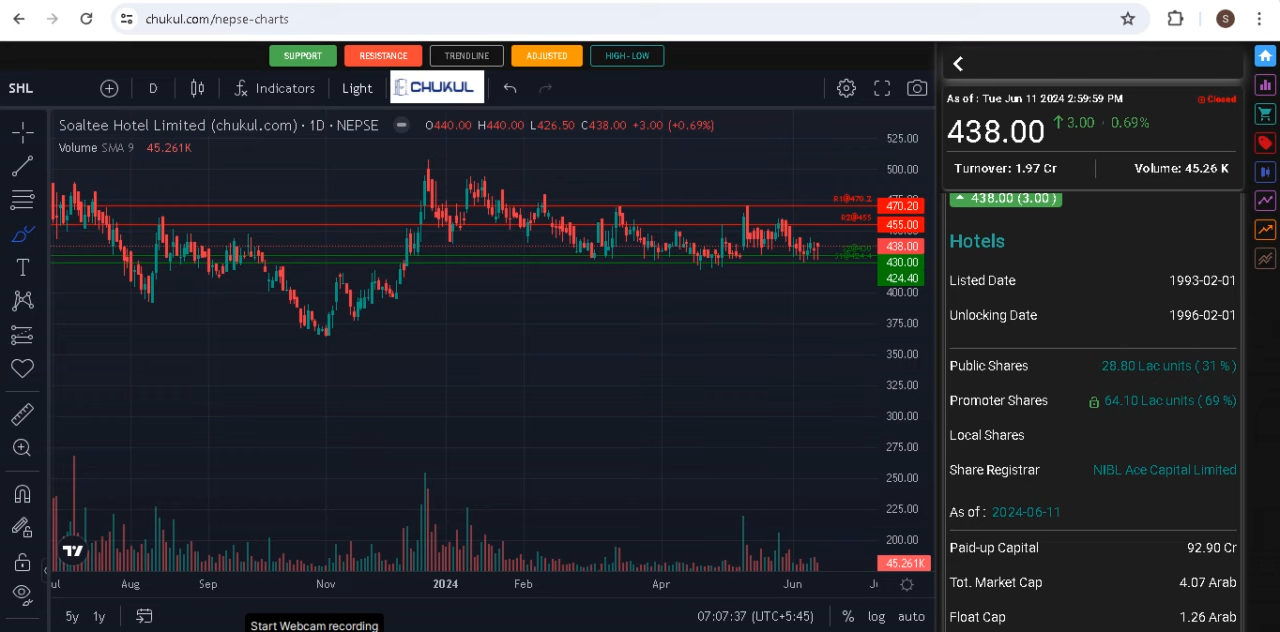 chukul.com/nepse-charts
S
SUPPORT RESISTANCE TRENDLINE ADJUSTED HIGH-LOW
SHL D Indicators Light CHUKUL
Soaltee Hotel Limited (chukul.com) · 1D · NEPSE O440.00 H440.00 L426.50 C438.00 +3.00 (+0.69%)
Volume SMA 9 45.261K
525.00
500.00
470.20
R2@455
455.00
438.00
430.00
424.40
400.00
375.00
350.00
325.00
300.00
275.00
250.00
225.00
200.00
45.261K
Aug Sep Nov 2024 Feb Apr Jun
5y 1y 07:07:37 (UTC+5:45) % log auto
Start Webcam recording
As of : Tue Jun 11 2024 2:59:59 PM Closed
438.00 3.00 · 0.69%
Turnover: 1.97 Cr Volume: 45.26 K
438.00 (3.00 )
Hotels
Listed Date 1993-02-01
Unlocking Date 1996-02-01
Public Shares 28.80 Lac units ( 31 % )
Promoter Shares 64.10 Lac units ( 69 %)
Local Shares
Share Registrar NIBL Ace Capital Limited
As of : 2024-06-11
Paid-up Capital 92.90 Cr
Tot. Market Cap 4.07 Arab
Float Cap 1.26 Arab